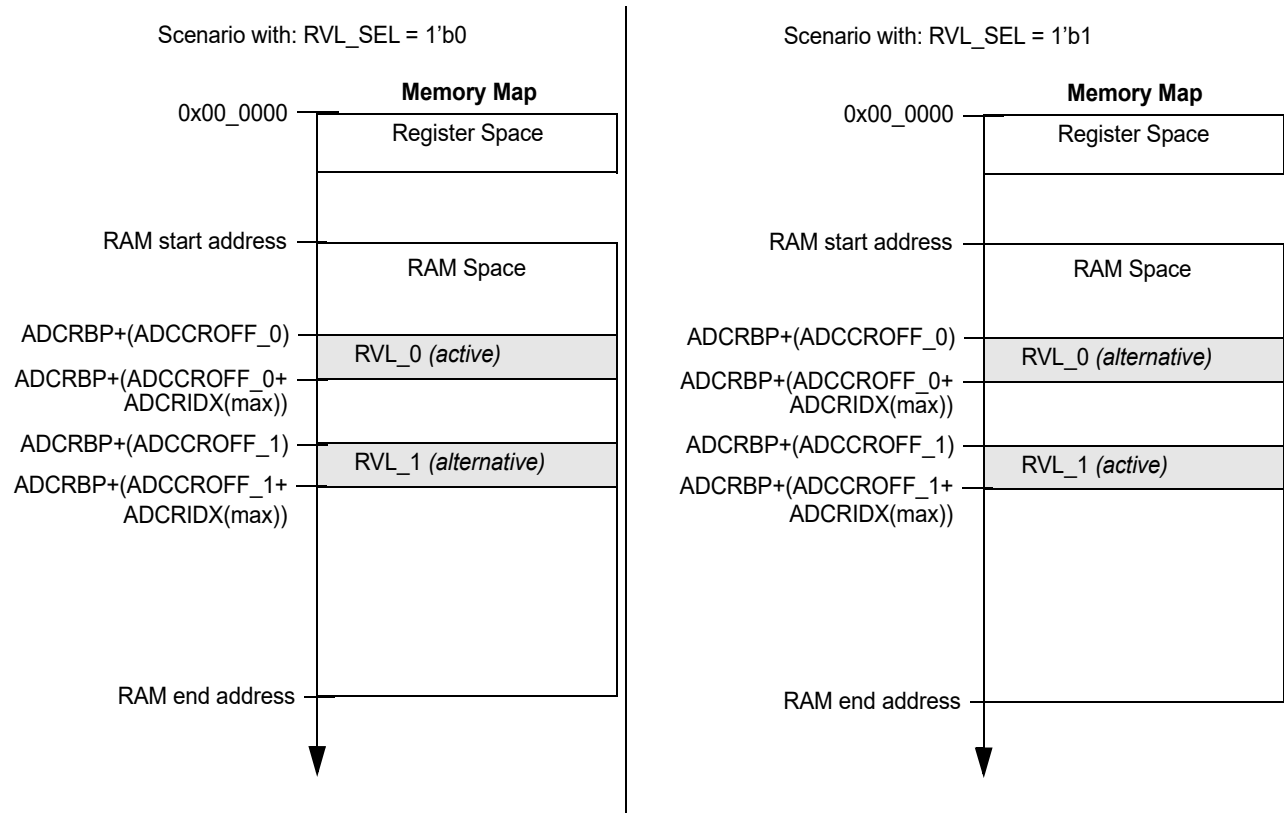 Scenario with: RVL_SEL = 1’b0
Memory Map
0x00_0000
Register Space
RAM start address
RAM Space
ADCRBP+(ADCCROFF_0)
RVL_0 (active)
ADCRBP+(ADCCROFF_0+
ADCRIDX(max))
ADCRBP+(ADCCROFF_1)
RVL_1 (alternative)
ADCRBP+(ADCCROFF_1+
ADCRIDX(max))
RAM end address
Scenario with: RVL_SEL = 1’b1
Memory Map
0x00_0000
Register Space
RAM start address
RAM Space
ADCRBP+(ADCCROFF_0)
RVL_0 (alternative)
ADCRBP+(ADCCROFF_0+
ADCRIDX(max))
ADCRBP+(ADCCROFF_1)
RVL_1 (active)
ADCRBP+(ADCCROFF_1+
ADCRIDX(max))
RAM end address